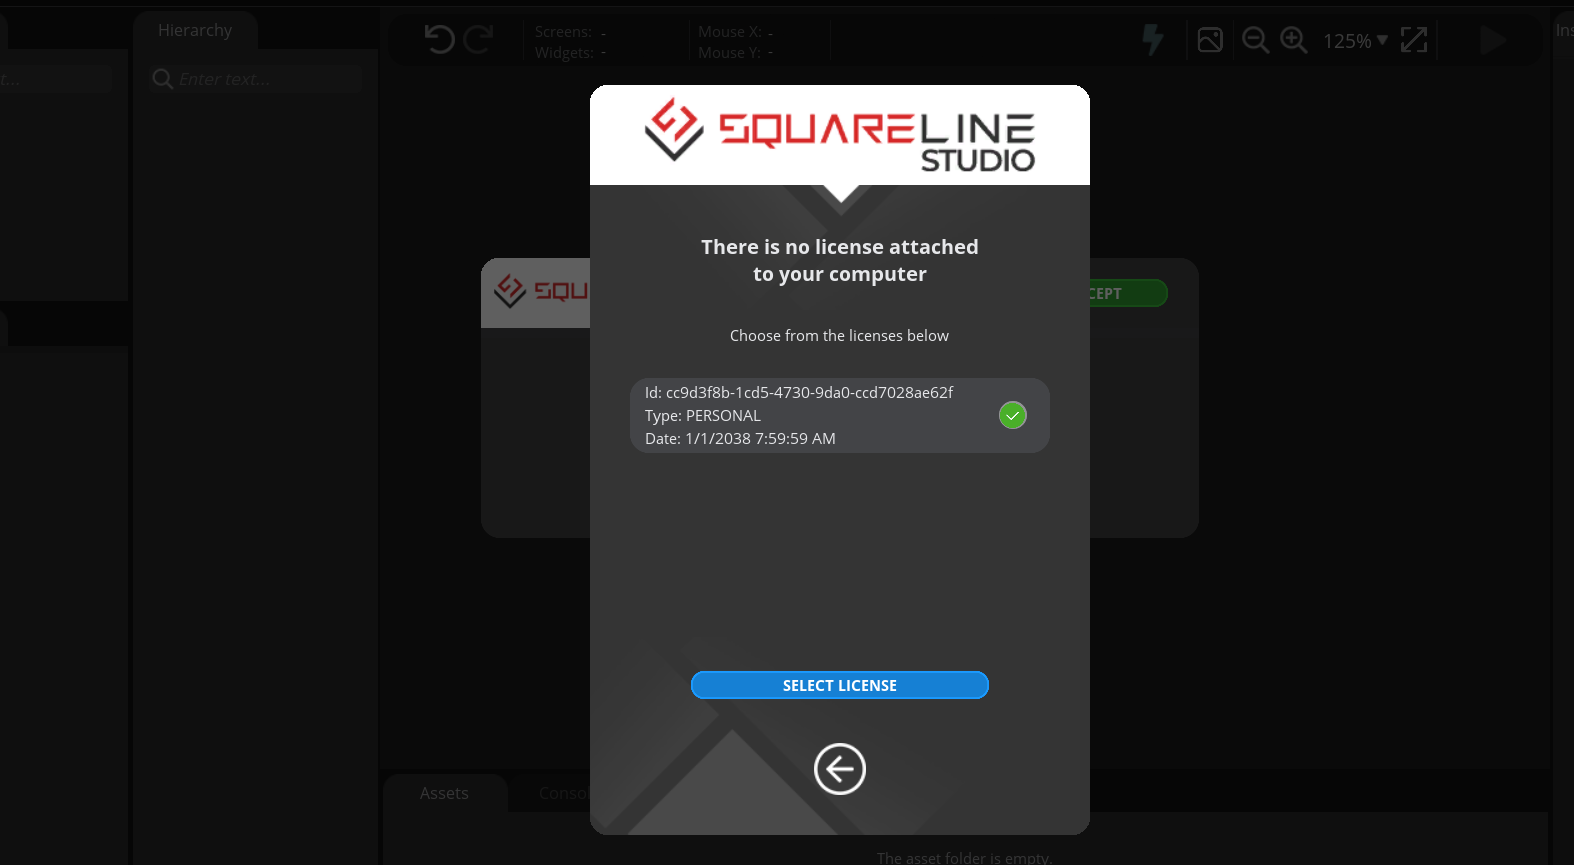 Hierarchy
t...
Enter text...
Screens: -
Widgets: -
Mouse X: -
Mouse Y: -
125%
Ins
SQUARELINE
STUDIO
There is no license attached
to your computer
SQU
CEPT
Choose from the licenses below
Id: cc9d3f8b-1cd5-4730-9da0-ccd7028ae62f
Type: PERSONAL
Date: 1/1/2038 7:59:59 AM
SELECT LICENSE
Assets
Consol
The asset folder is empty.